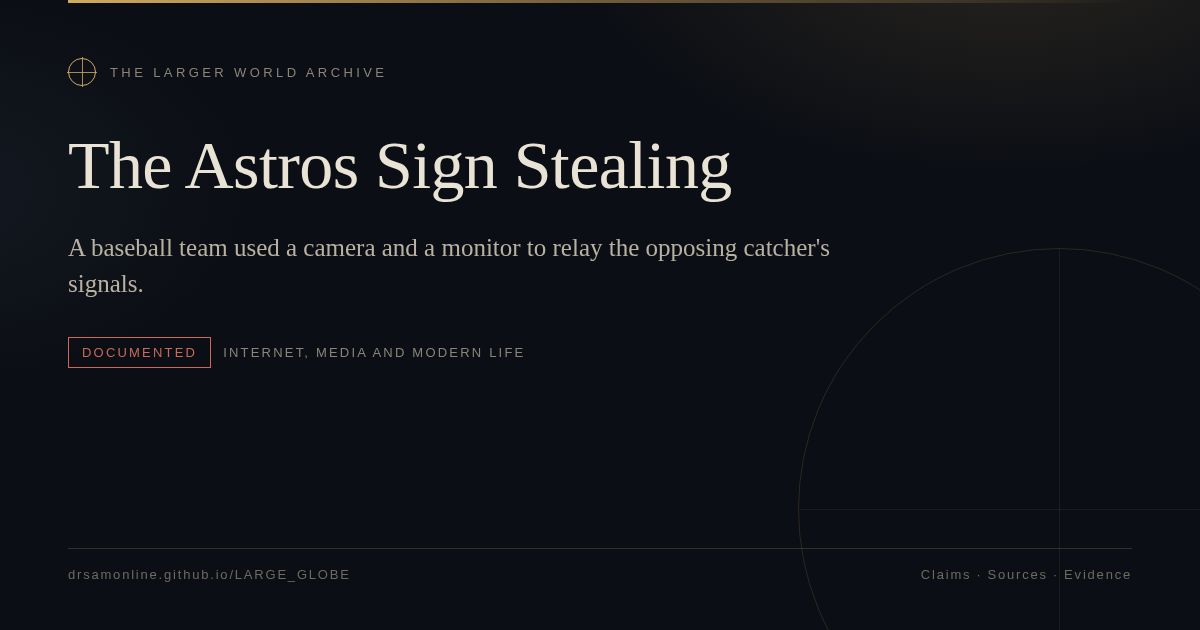 THE LARGER WORLD ARCHIVE
The Astros Sign Stealing
A baseball team used a camera and a monitor to relay the opposing catcher's
signals.
DOCUMENTED INTERNET, MEDIA AND MODERN LIFE
drsamonline.github.io/LARGE_GLOBE
Claims · Sources · Evidence